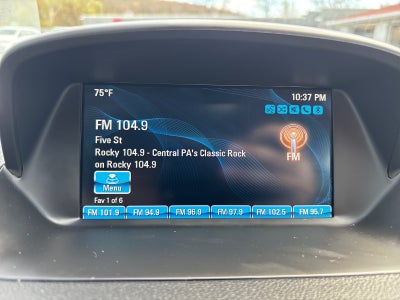 75°F
10:37 PM
FM 104.9
Five St
Rocky 104.9 - Central PA's Classic Rock
on Rocky 104.9
FM
Menu
Fav 1 of 6
FM 101.9 FM 94.9 FM 96.9 FM 97.9 FM 102.5 FM 95.7